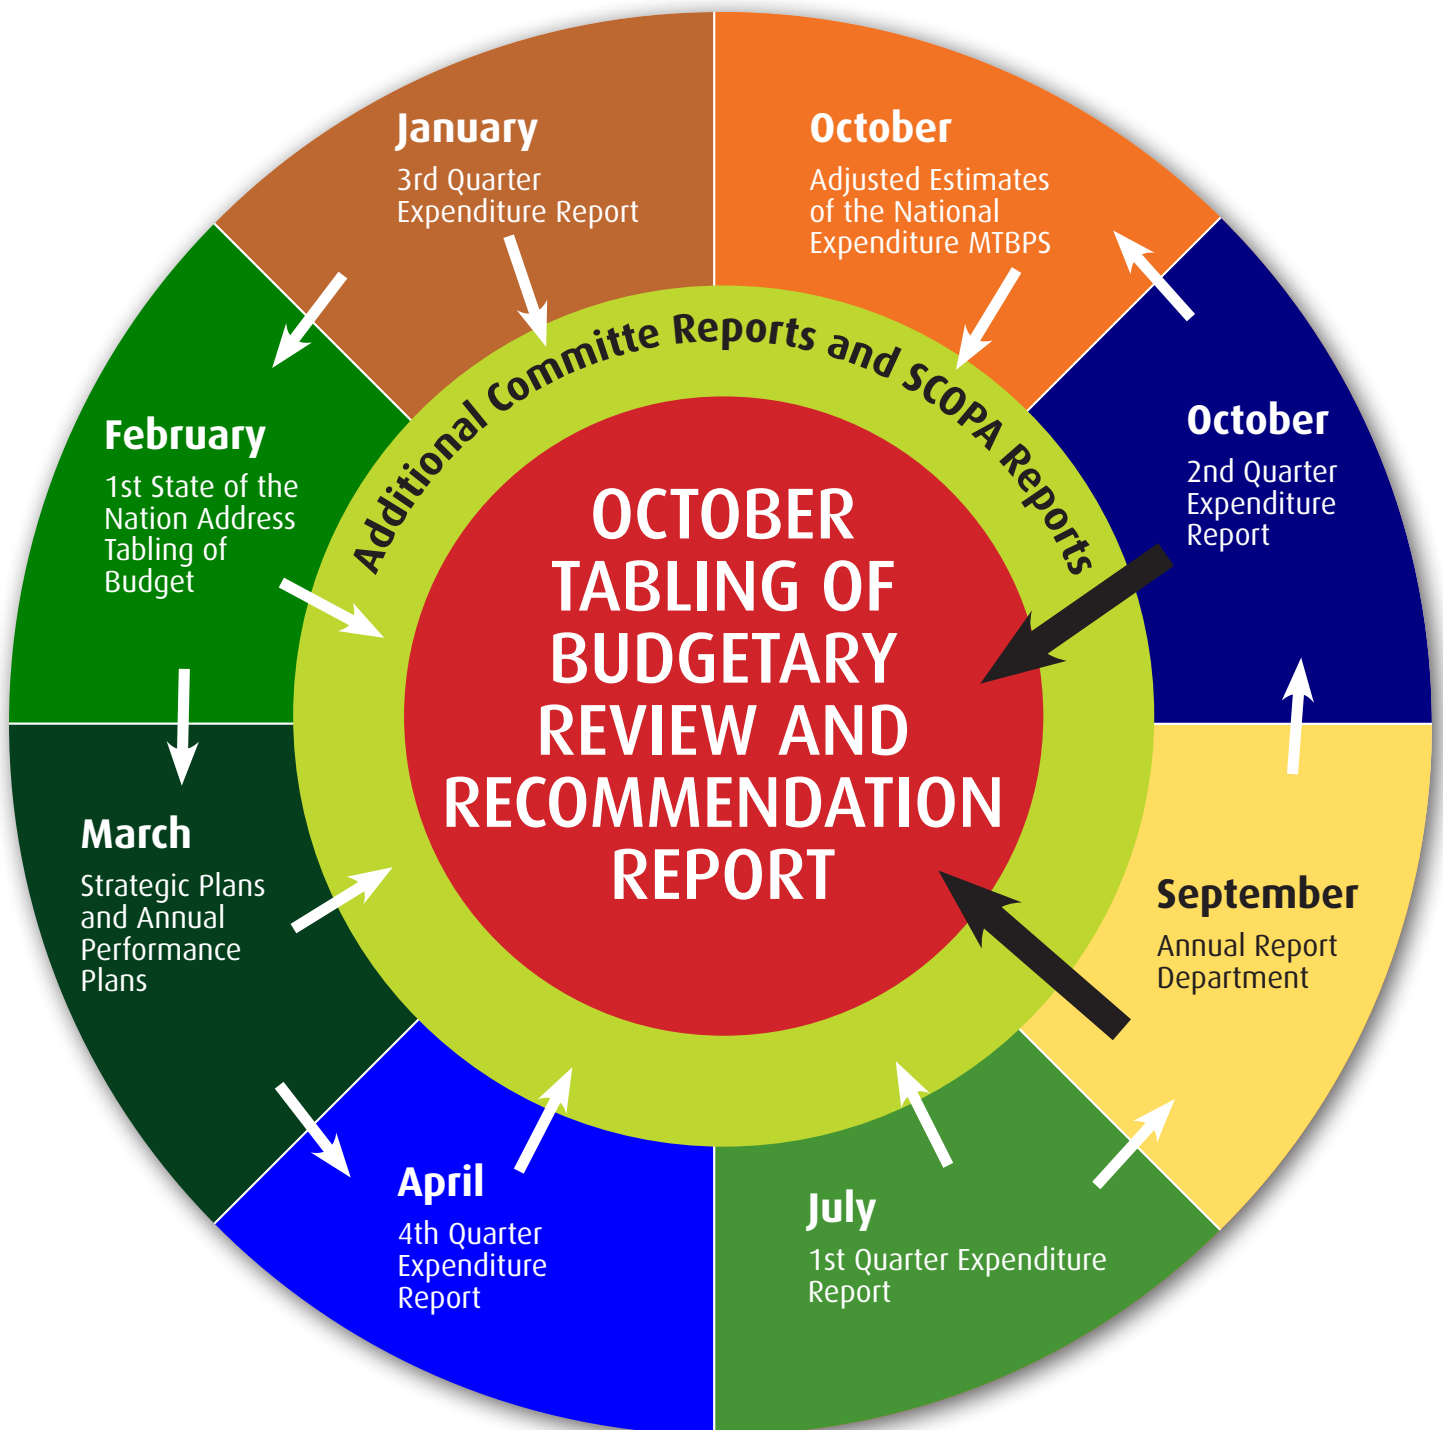 January
3rd Quarter
Expenditure Report
October
Adjusted Estimates
of the National
Expenditure MTBPS
October
2nd Quarter
Expenditure
Report
September
Annual Report
Department
July
1st Quarter Expenditure
Report
April
4th Quarter
Expenditure
Report
March
Strategic Plans
and Annual
Performance
Plans
February
1st State of the
Nation Address
Tabling of
Budget
Additional Committe Reports and SCOPA Reports
OCTOBER
TABLING OF
BUDGETARY
REVIEW AND
RECOMMENDATION
REPORT